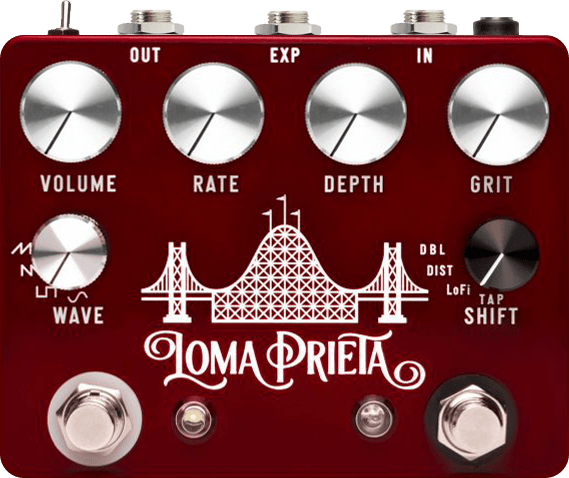 OUT EXP IN
VOLUME RATE DEPTH GRIT
DBL
DIST
LoFi
TAP
WAVE SHIFT
LOMA PRIETA